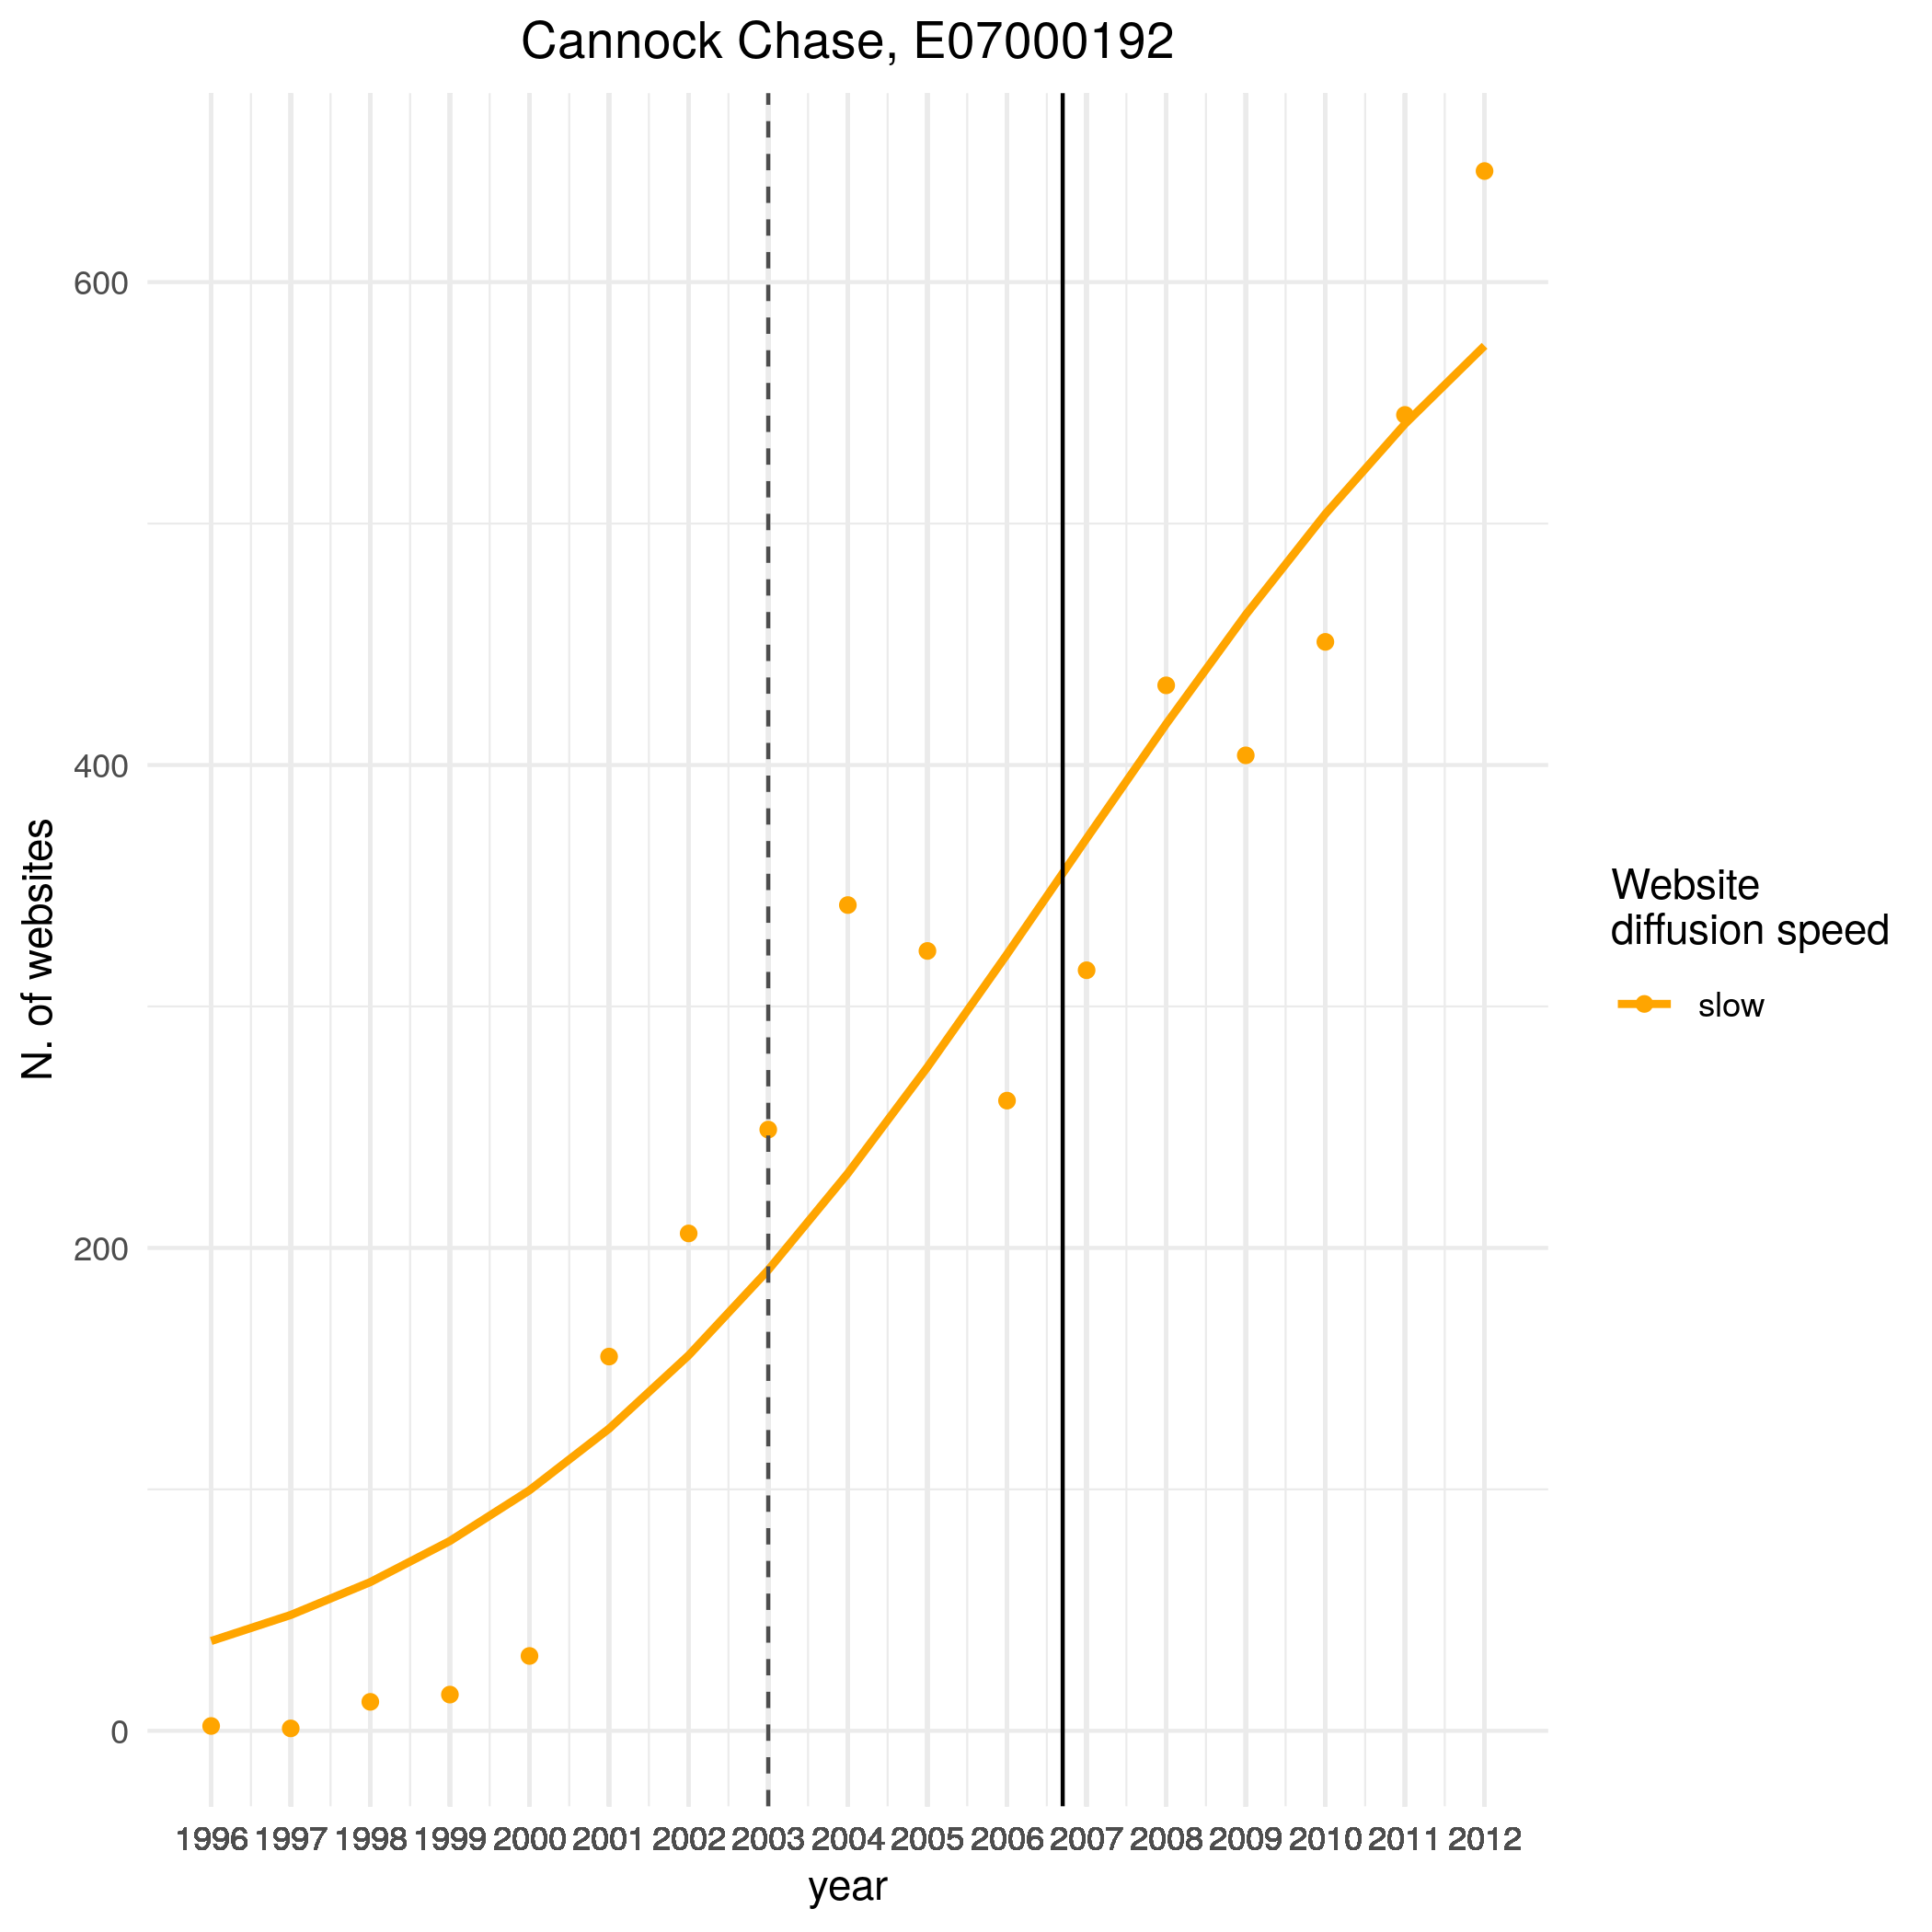 Cannock Chase, E07000192
600
400
200
0
N. of websites
1996 1997 1998 1999 2000 2001 2002 2003 2004 2005 2006 2007 2008 2009 2010 2011 2012
year
Website
diffusion speed
slow